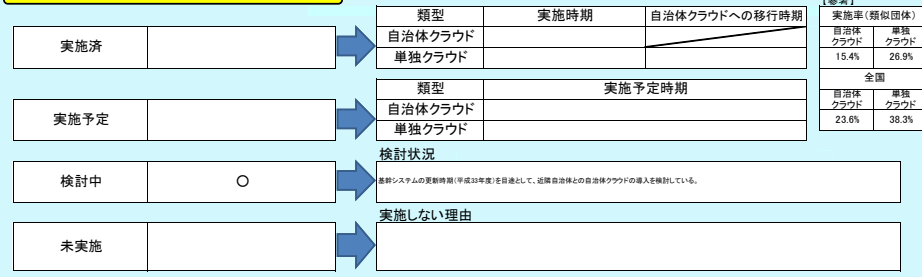 【参考】
類型 実施時期 自治体クラウドへの移行時期
実施済
自治体クラウド
単独クラウド
実施率(類似団体)
自治体クラウド 単独クラウド
15.4% 26.9%
全国
自治体クラウド 単独クラウド
23.6% 38.3%
類型 実施予定時期
実施予定
自治体クラウド
単独クラウド
検討状況
検討中 ○
基幹システムの更新時期(平成33年度)を目途として、近隣自治体との自治体クラウドの導入を検討している。
実施しない理由
未実施